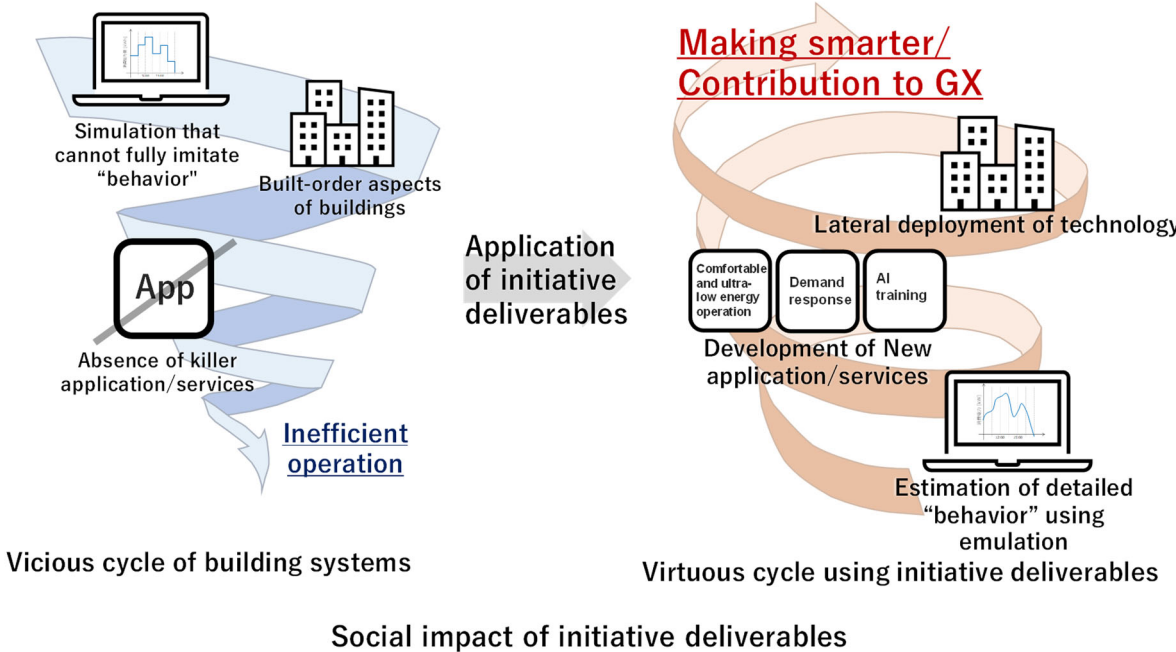 Simulation that
cannot fully imitate
“behavior"
Built-order aspects
of buildings
App
Absence of killer
application/services
Inefficient
operation
Vicious cycle of building systems
Application
of initiative
deliverables
Making smarter/
Contribution to GX
Lateral deployment of technology
Comfortable
and ultra-
low energy
operation
Demand
response
AI
training
Development of New
application/services
Estimation of detailed
“behavior” using
emulation
Virtuous cycle using initiative deliverables
Social impact of initiative deliverables